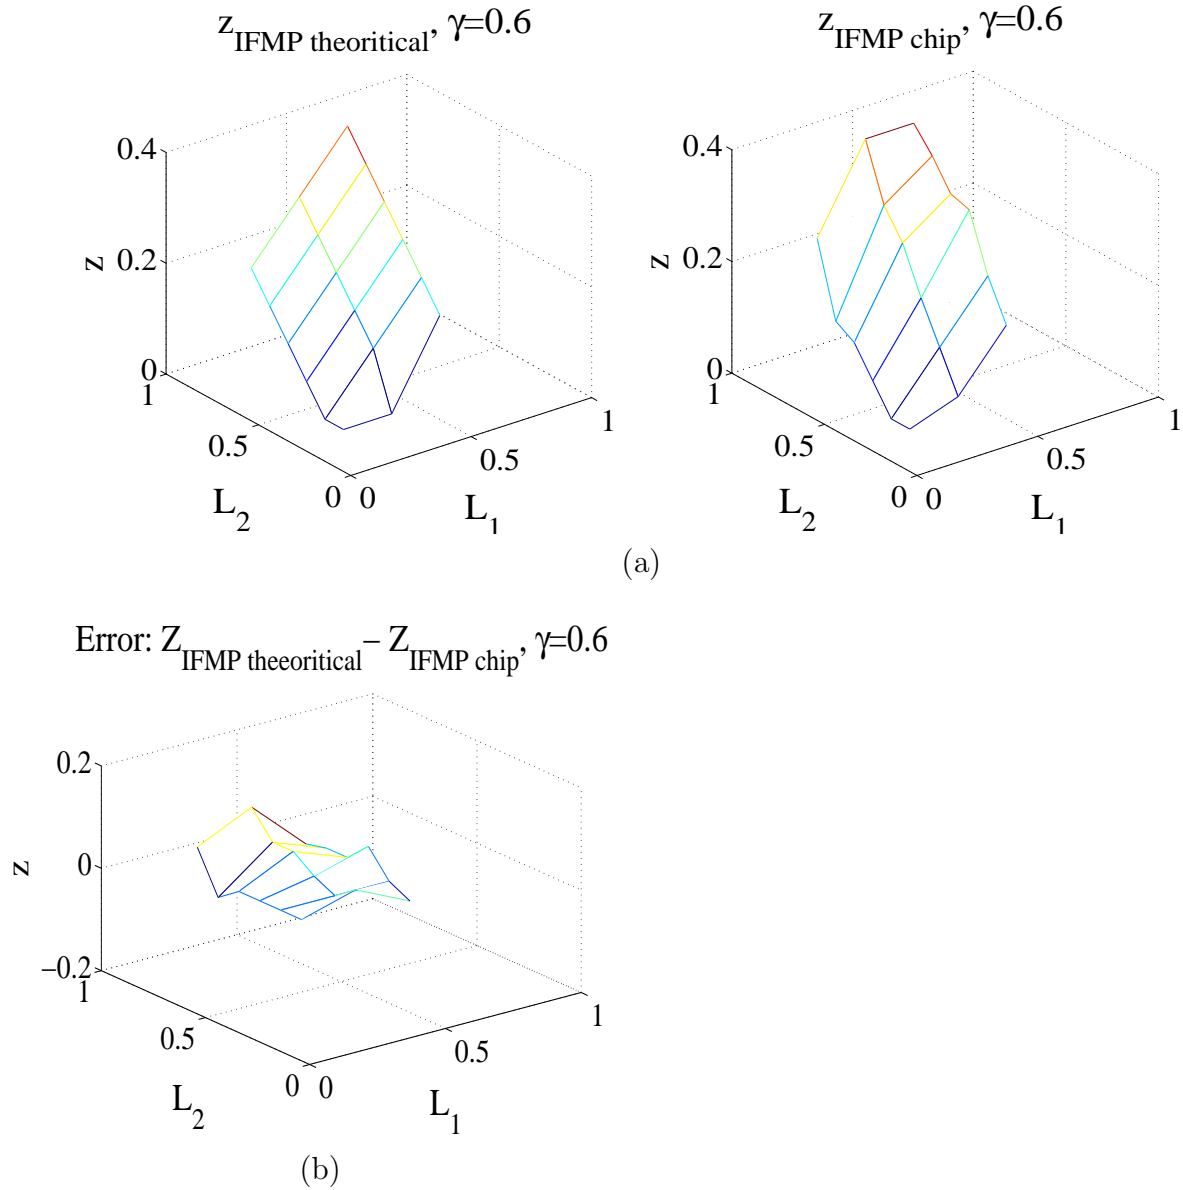 z_IFMP theoritical, γ=0.6
z_IFMP chip, γ=0.6
0.4
0.2
0
z
1
0.5
0
L_2
0
0.5
1
L_1
0.4
0.2
0
z
1
0.5
0
L_2
0
0.5
1
L_1
(a)
Error: Z_IFMP theeoritical − Z_IFMP chip, γ=0.6
0.2
0
−0.2
z
1
0.5
0
L_2
0
0.5
1
L_1
(b)